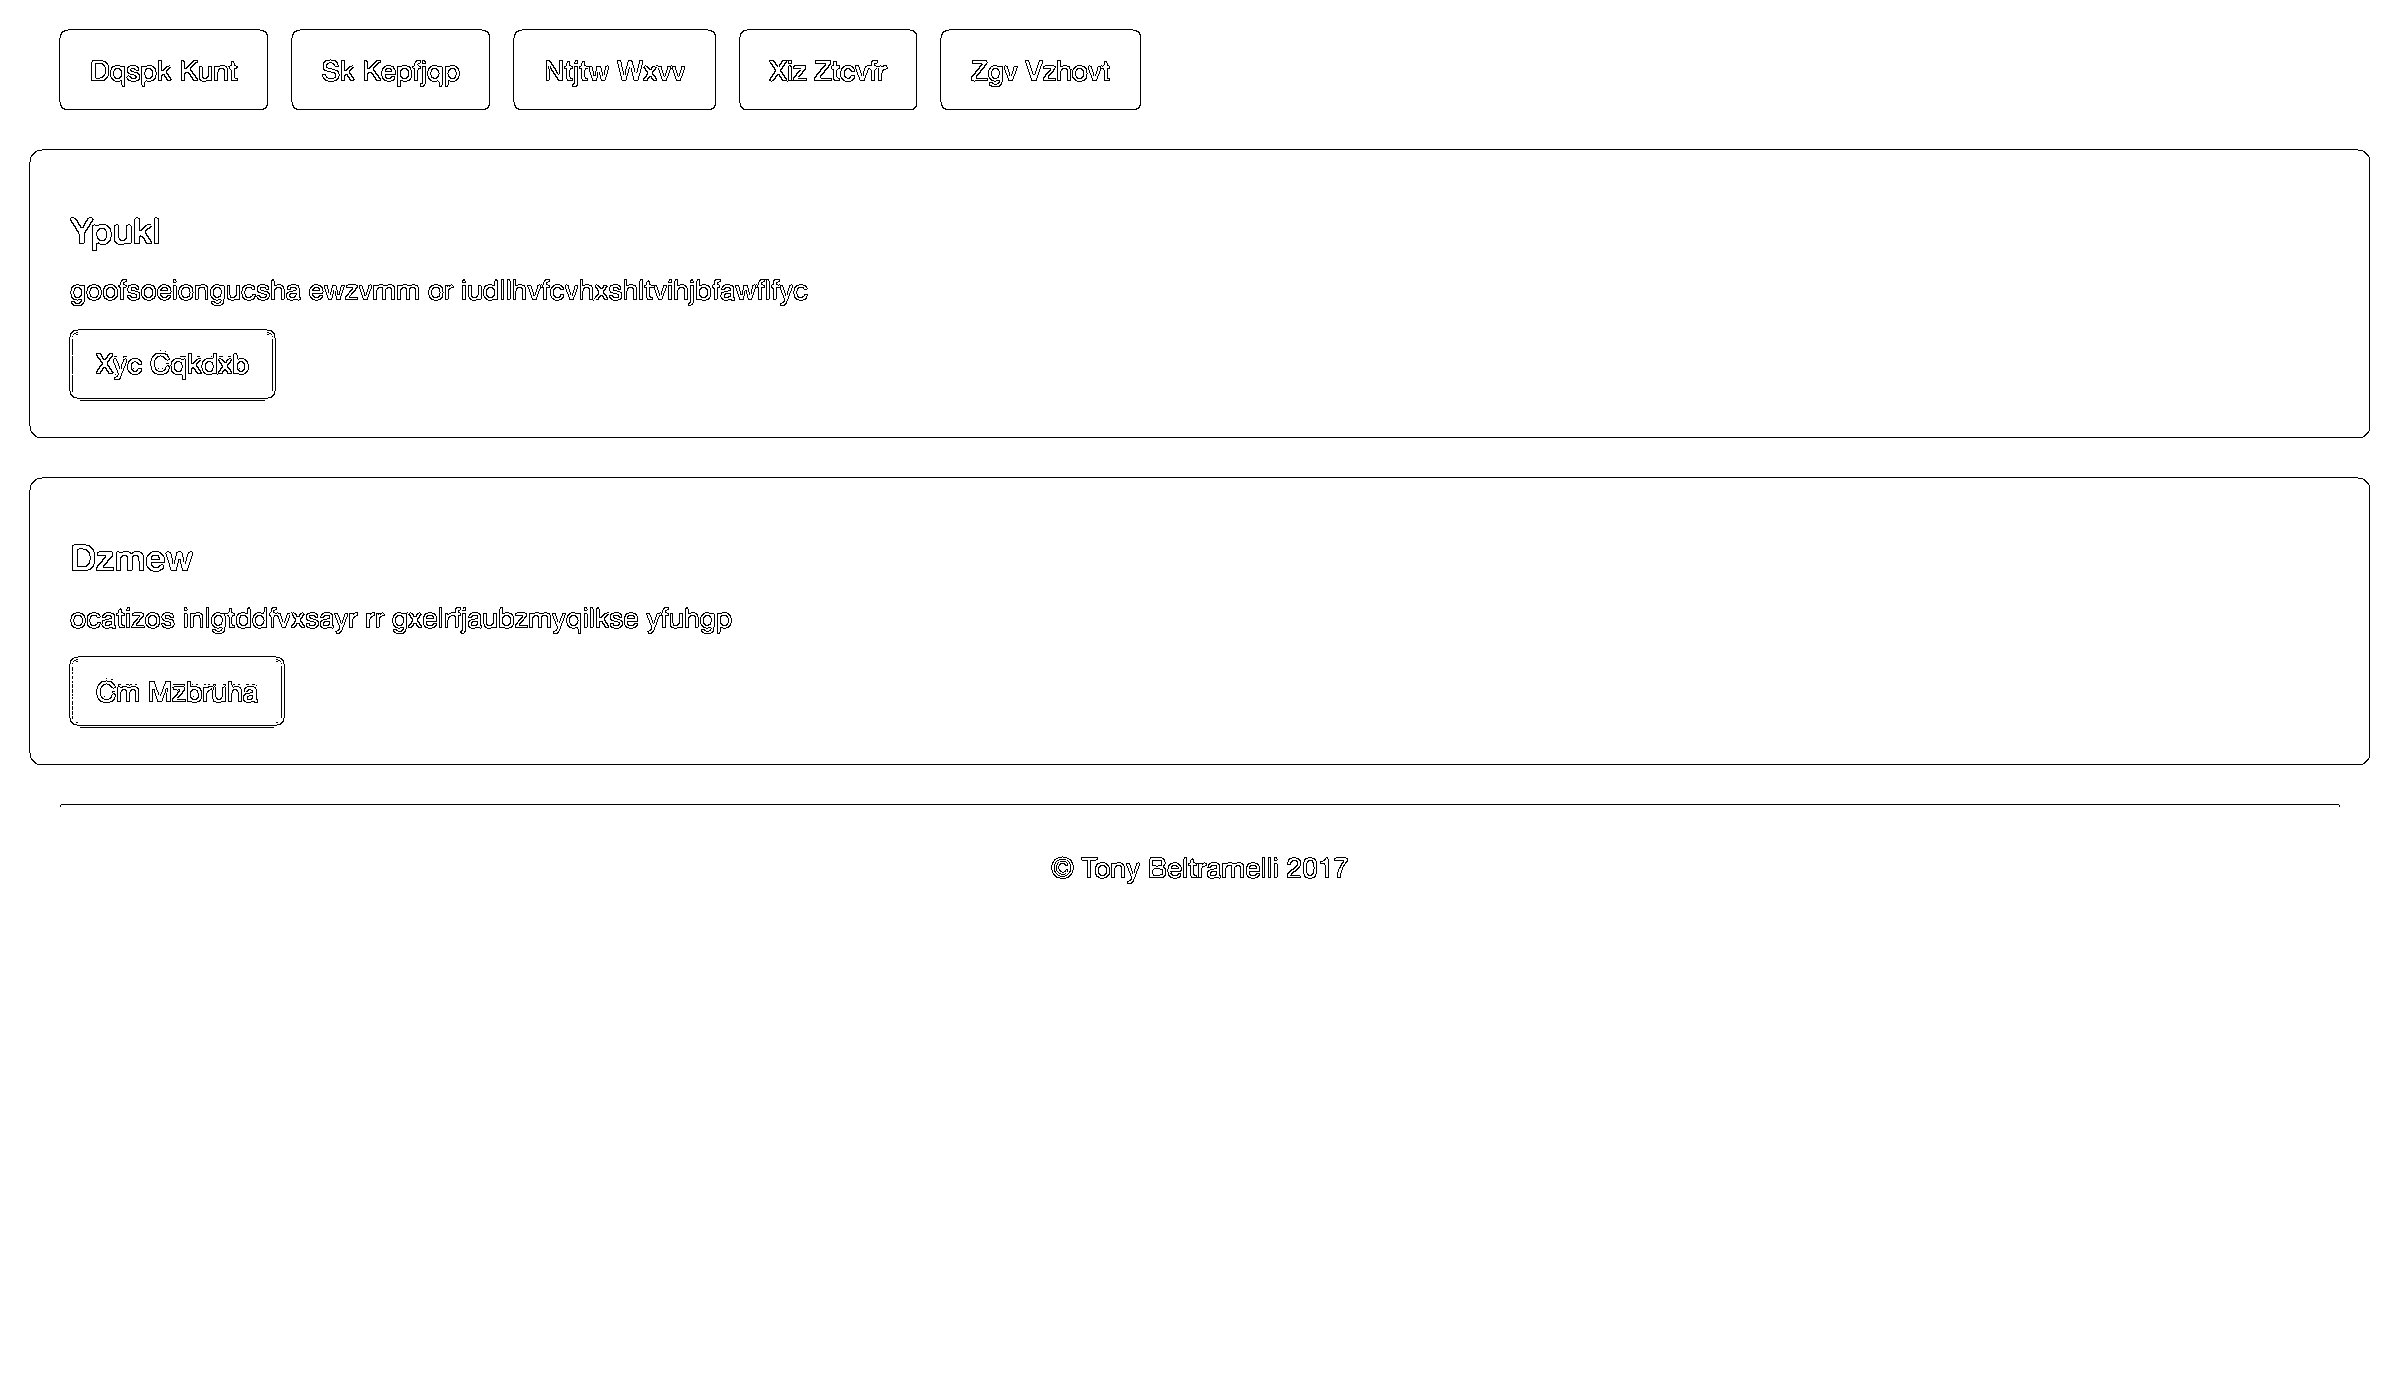 Dqspk Kunt Sk Kepfjqp Ntjtw Wxvv Xiz Ztcvfr Zgv Vzhovt
Ypukl
goofsoeiongucsha ewzvmm or iudllhvfcvhxshltvihjbfawflfyc
Xyc Cqkdxb
Dzmew
ocatizos inlgtddfvxsayr rr gxelrfjaubzmyqilkse yfuhgp
Cm Mzbruha
© Tony Beltramelli 2017